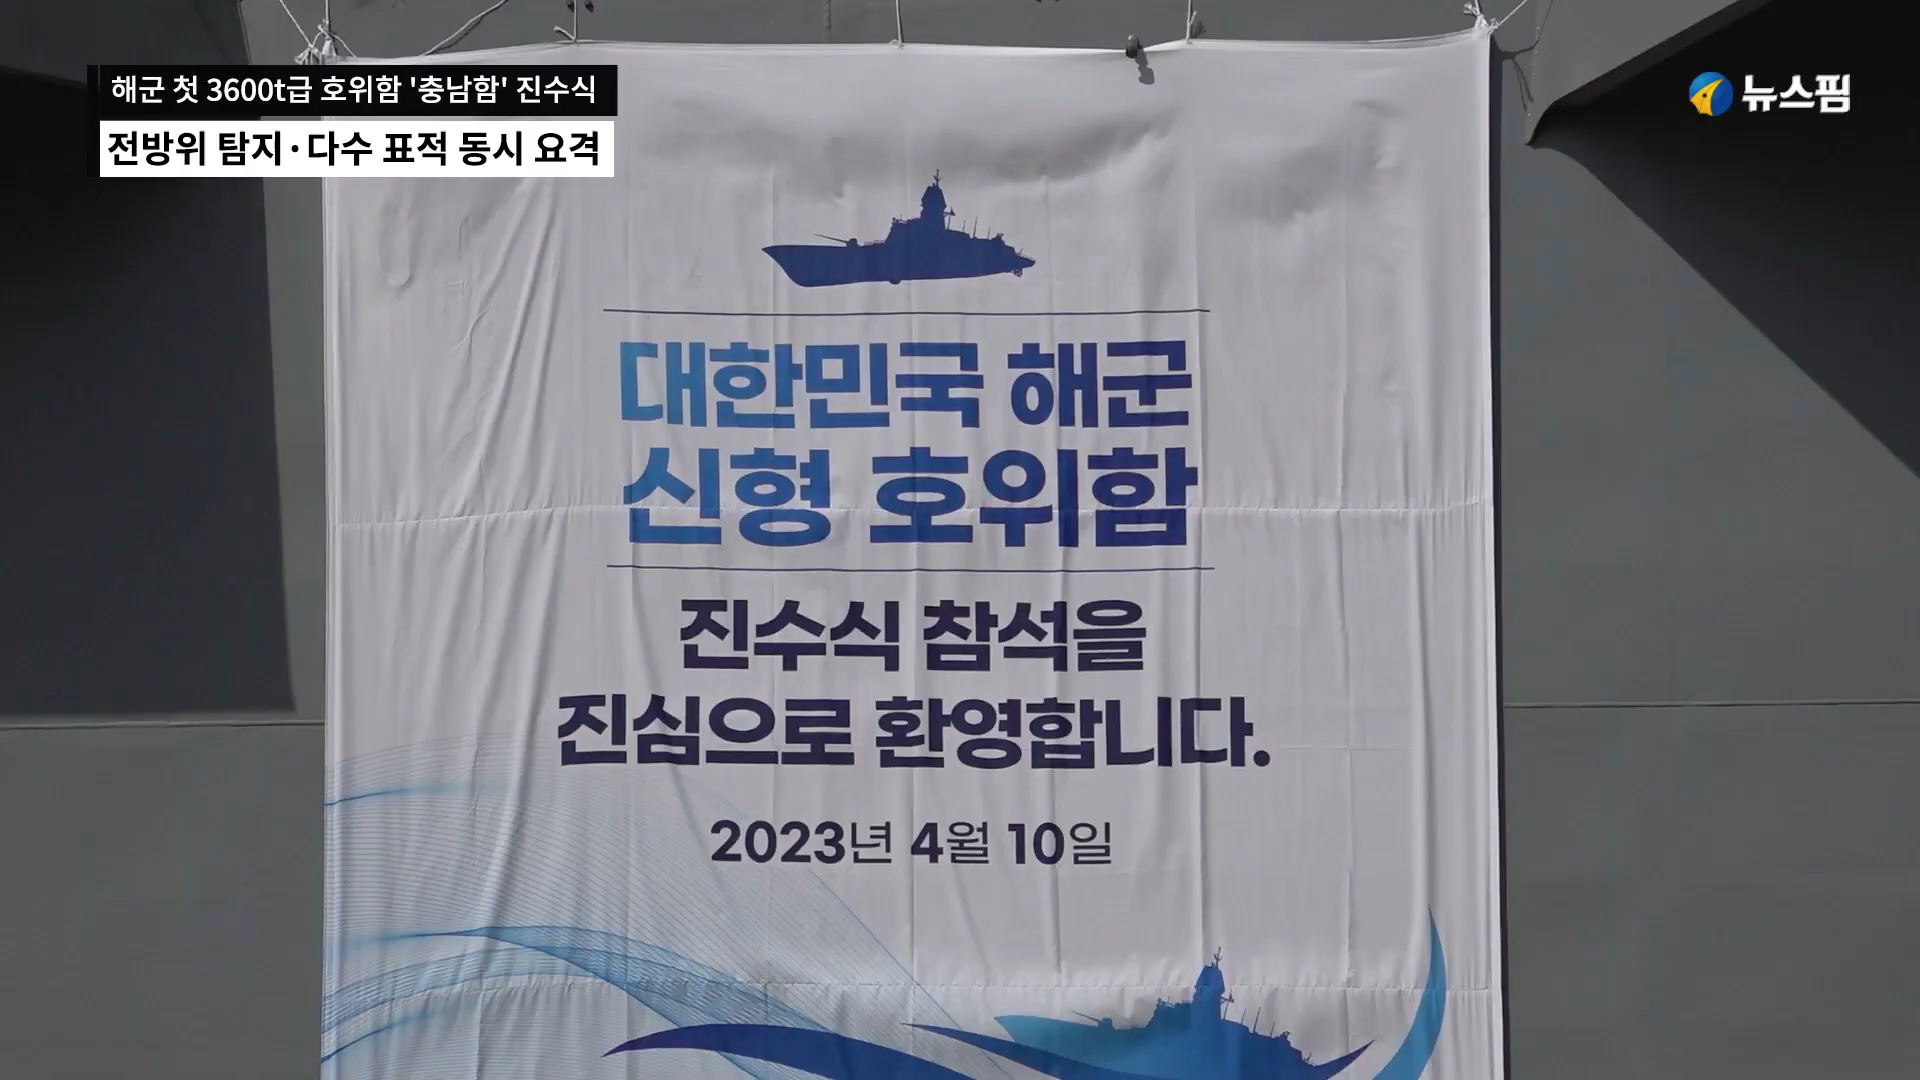 해군 첫 3600t급 호위함 '충남함' 진수식
전방위 탐지·다수 표적 동시 요격
뉴스핌
대한민국 해군
신형 호위함
진수식 참석을
진심으로 환영합니다.
2023년 4월 10일